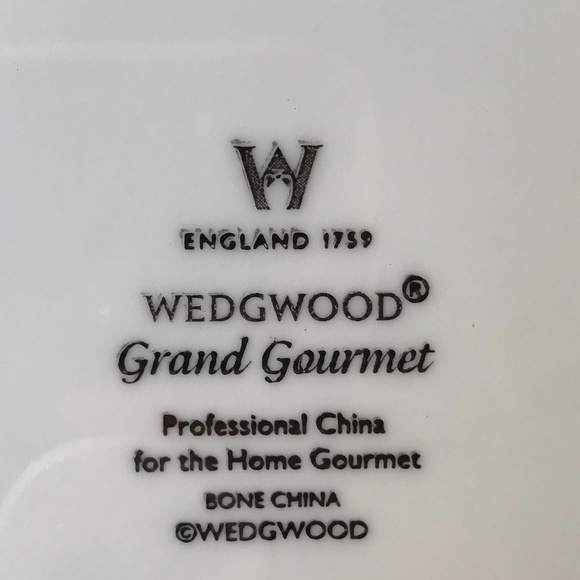 W
ENGLAND 1759
WEDGWOOD®
Grand Gourmet
Professional China
for the Home Gourmet
BONE CHINA
©WEDGWOOD